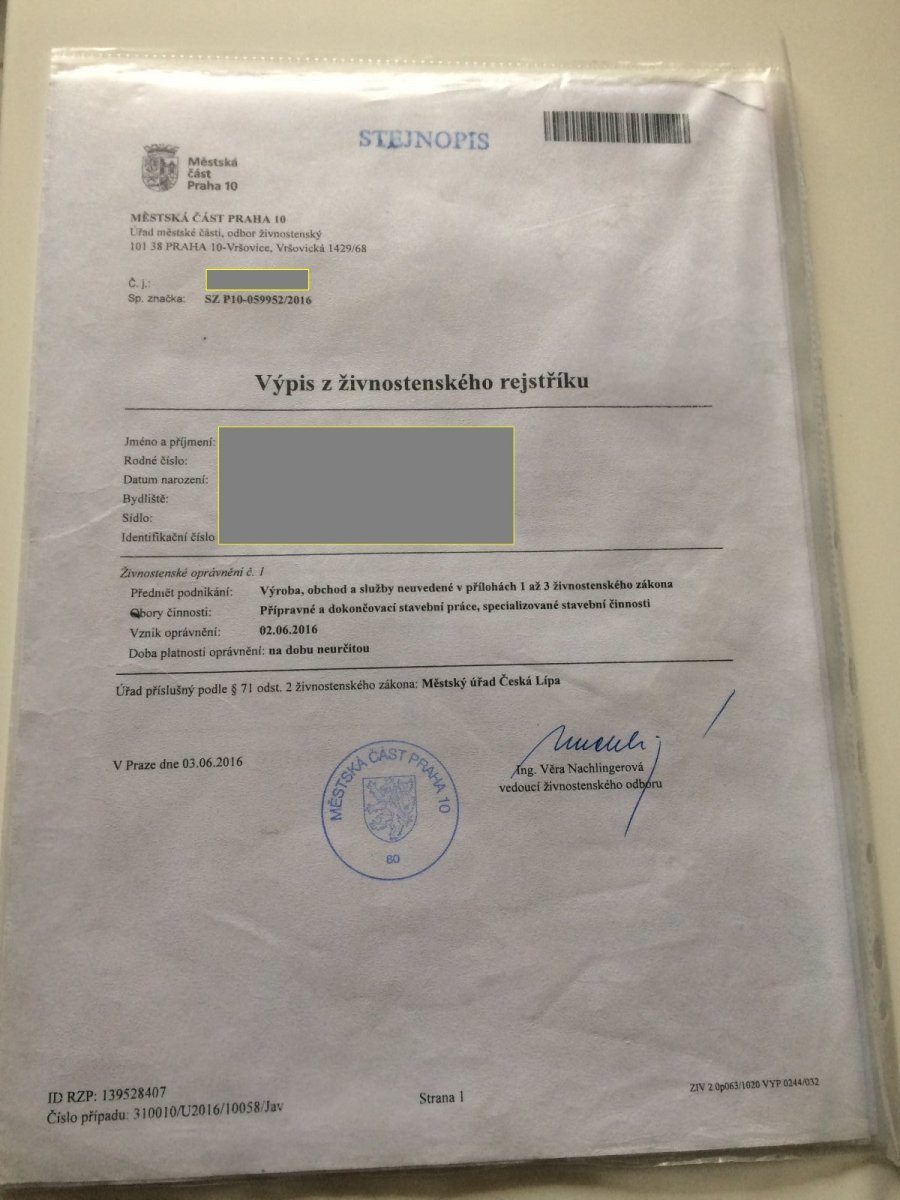 STEJNOPIS
Městská
část
Praha 10
MĚSTSKÁ ČÁST PRAHA 10
Úřad městské části, odbor živnostenský
101 38 PRAHA 10-Vršovice, Vršovická 1429/68
Č. j.:
Sp. značka: SZ P10-059952/2016
Výpis z živnostenského rejstříku
Jméno a příjmení:
Rodné číslo:
Datum narození:
Bydliště:
Sídlo:
Identifikační číslo
Živnostenské oprávnění č. 1
Předmět podnikání: Výroba, obchod a služby neuvedené v přílohách 1 až 3 živnostenského zákona
Obory činnosti: Přípravné a dokončovací stavební práce, specializované stavební činnosti
Vznik oprávnění: 02.06.2016
Doba platnosti oprávnění: na dobu neurčitou
Úřad příslušný podle § 71 odst. 2 živnostenského zákona: Městský úřad Česká Lípa
V Praze dne 03.06.2016
MĚSTSKÁ ČÁST PRAHA 10
80
Ing. Věra Nachlingerová
vedoucí živnostenského odboru
ID RZP: 139528407
Číslo případu: 310010/U2016/10058/Jav
Strana 1
ZIV 2.0p063/1020 VYP 0244/032